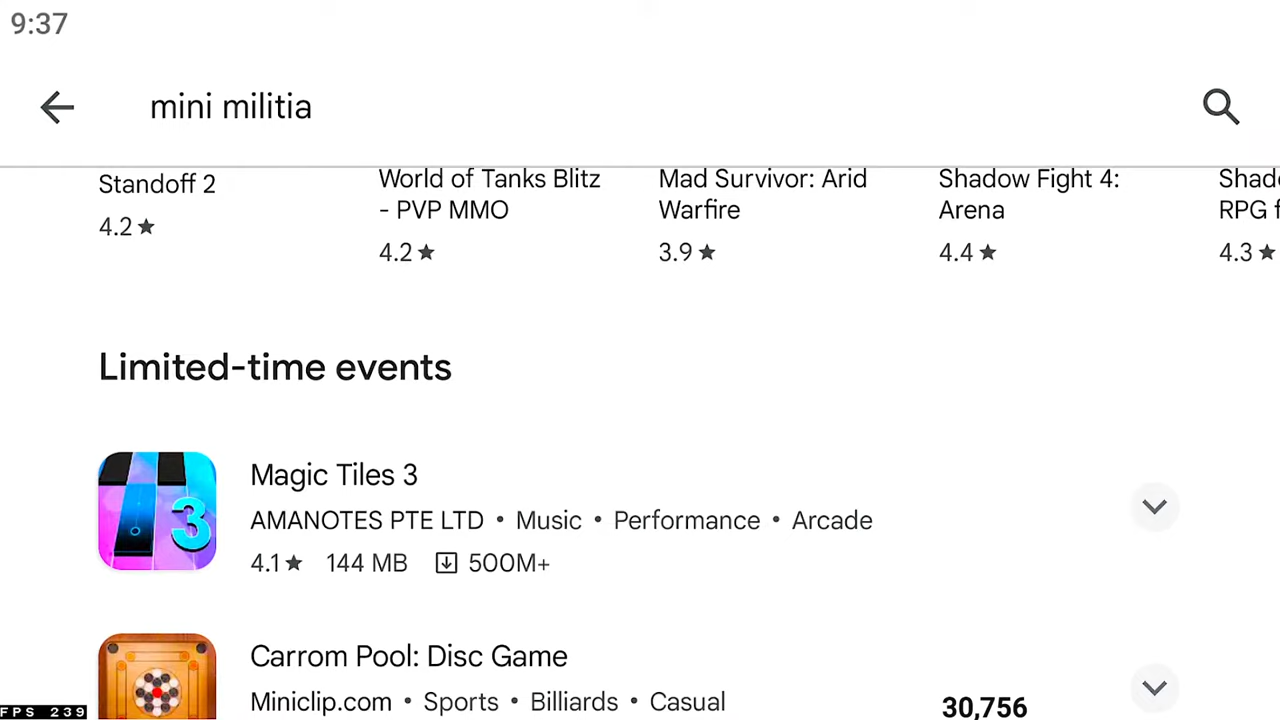 9:37
mini militia
Standoff 2
4.2★
World of Tanks Blitz
- PVP MMO
4.2★
Mad Survivor: Arid
Warfire
3.9★
Shadow Fight 4:
Arena
4.4★
Shad
RPG f
4.3★
Limited-time events
3
Magic Tiles 3
AMANOTES PTE LTD • Music • Performance • Arcade
4.1★ 144 MB 500M+
Carrom Pool: Disc Game
Miniclip.com • Sports • Billiards • Casual
30,756
FPS 239